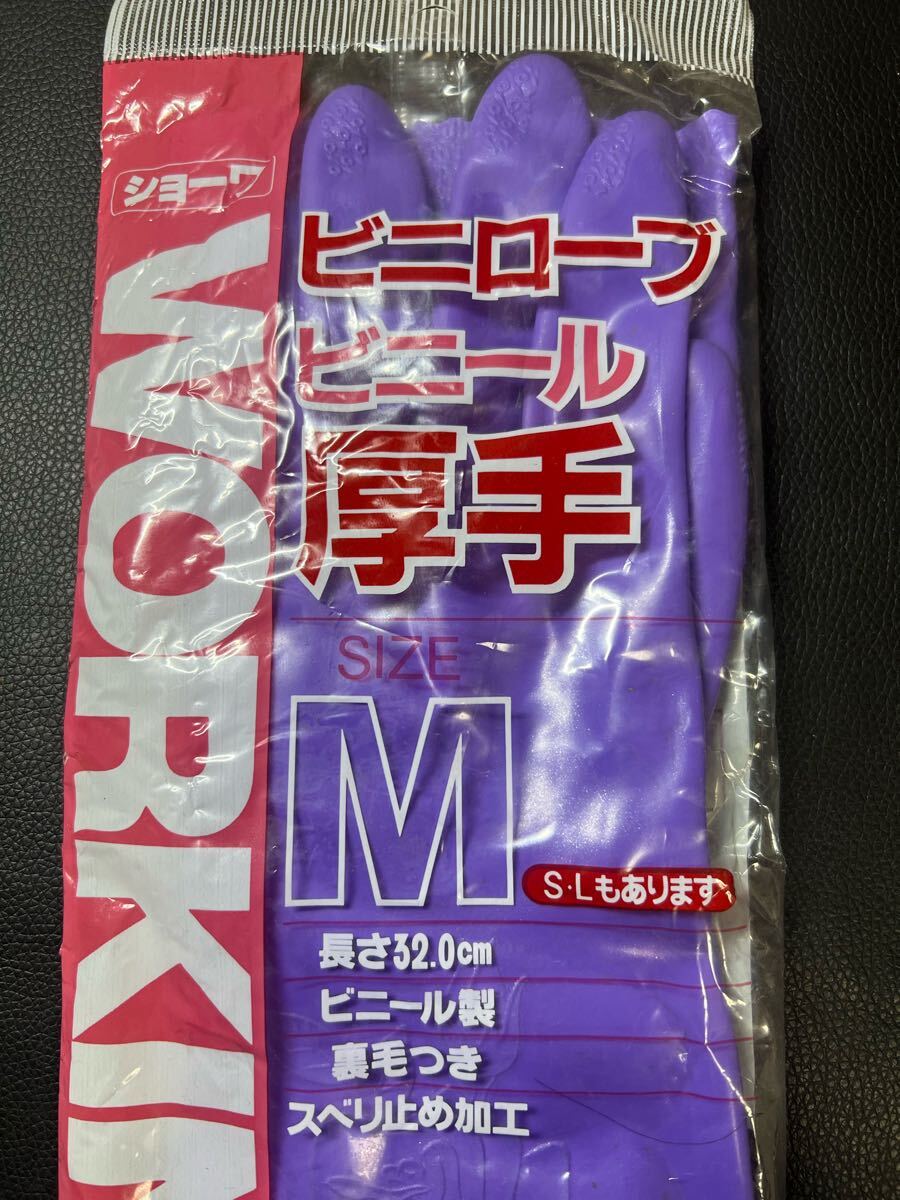 ショーワ
WORKIN
ビニローブ
ビニール
厚手
SIZE
M
S・Lもあります
長さ32.0cm
ビニール製
裏毛つき
スベリ止め加工